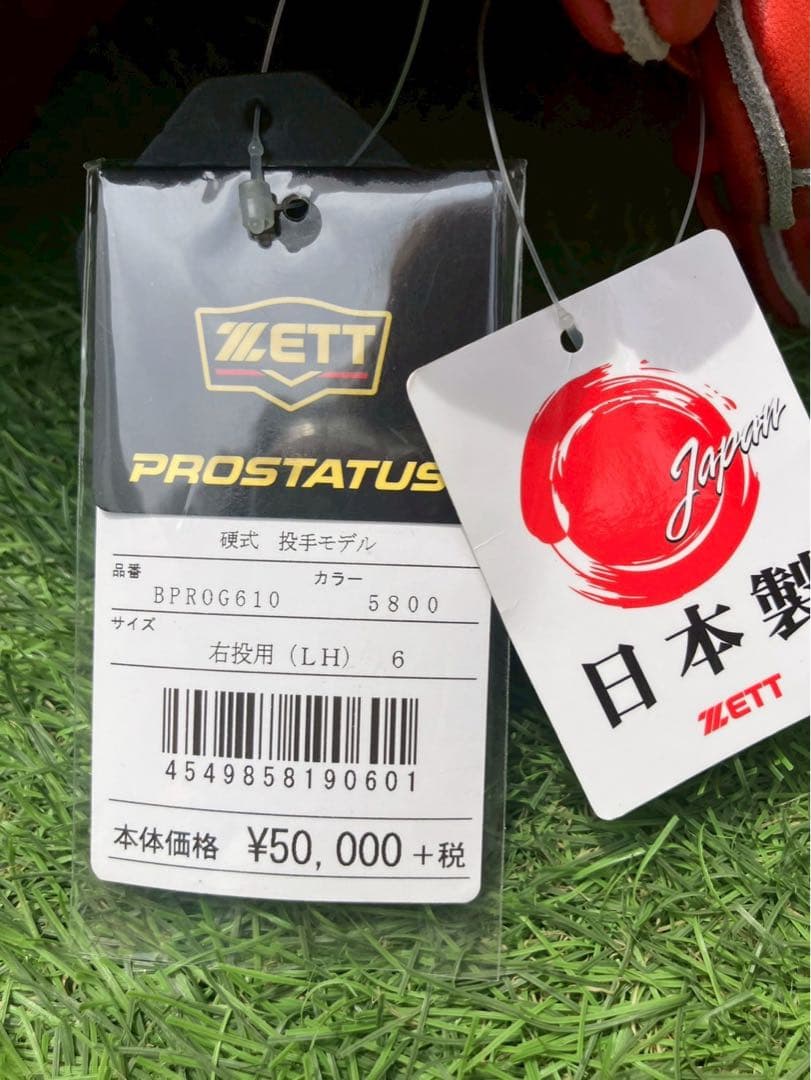 ZETT
PROSTATUS
硬式 投手モデル
品番 カラー
BPROG610 5800
サイズ
右投用(LH) 6
4549858190601
本体価格 ¥50,000+税
Japan
日本製
ZETT